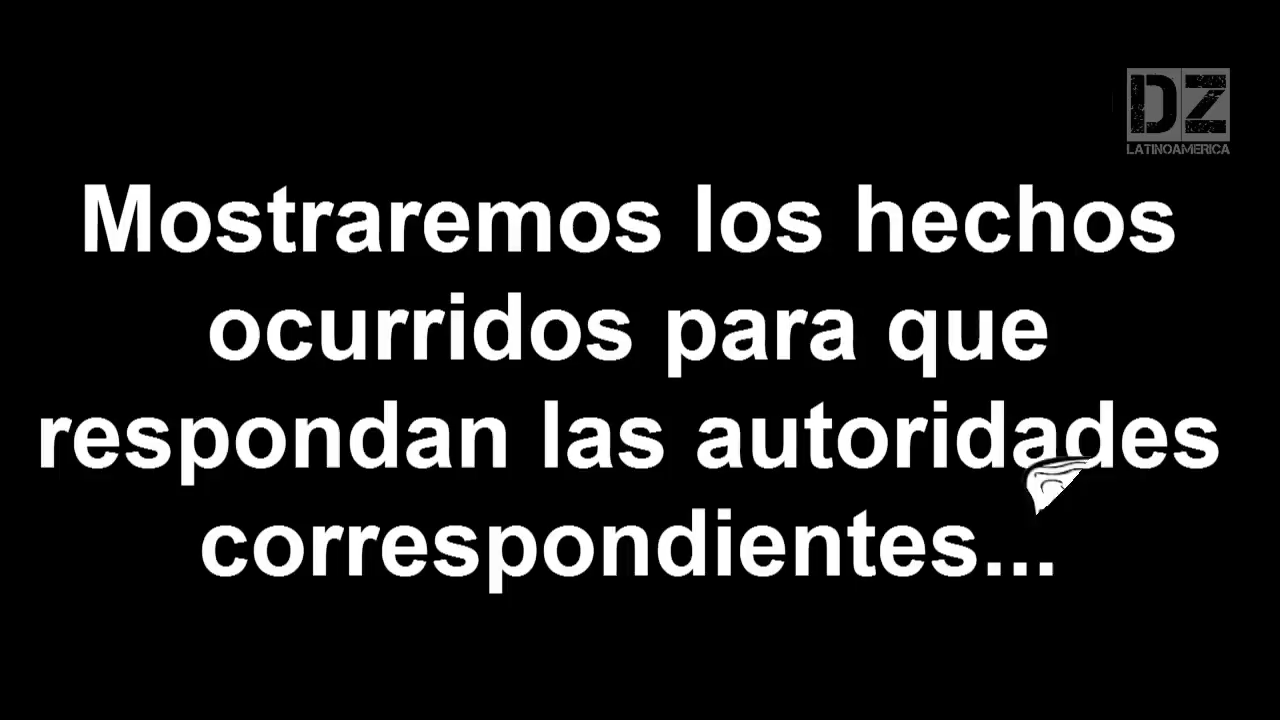 DZ
LATINOAMERICA
Mostraremos los hechos
ocurridos para que
respondan las autoridades
correspondientes...